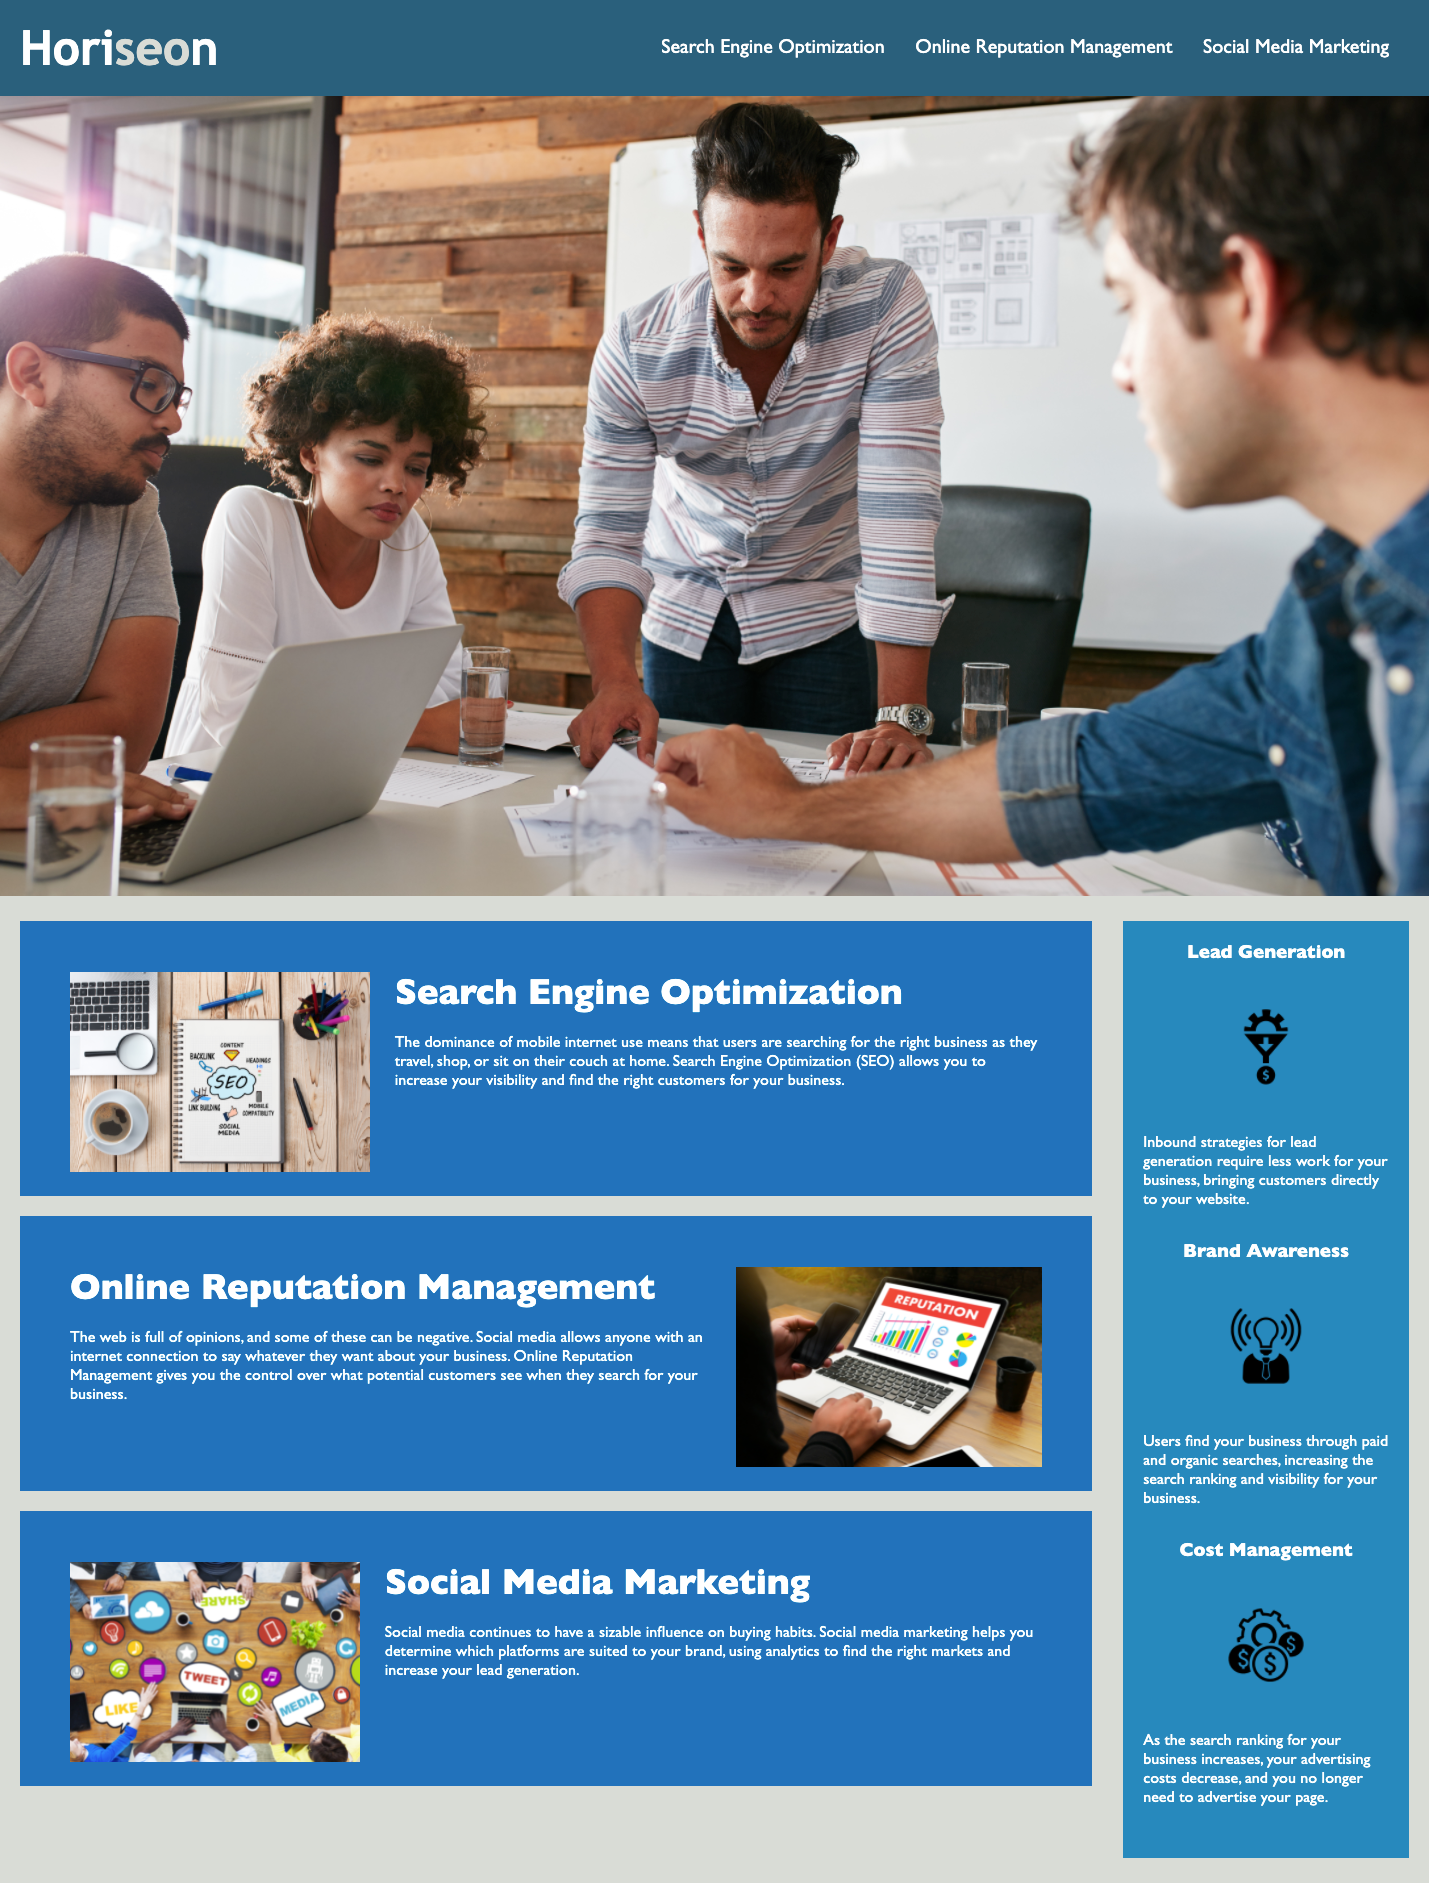 Horiseon
Search Engine Optimization
Online Reputation Management
Social Media Marketing
CONTENT
BACKLINK
HEADINGS
SEO
LINK BUILDING
MOBILE
COMPATIBILITY
SOCIAL
MEDIA
Search Engine Optimization
The dominance of mobile internet use means that users are searching for the right business as they
travel, shop, or sit on their couch at home. Search Engine Optimization (SEO) allows you to
increase your visibility and find the right customers for your business.
Online Reputation Management
The web is full of opinions, and some of these can be negative. Social media allows anyone with an
internet connection to say whatever they want about your business. Online Reputation
Management gives you the control over what potential customers see when they search for your
business.
REPUTATION
SHARE
TWEET
LIKE
MEDIA
Social Media Marketing
Social media continues to have a sizable influence on buying habits. Social media marketing helps you
determine which platforms are suited to your brand, using analytics to find the right markets and
increase your lead generation.
Lead Generation
$
Inbound strategies for lead
generation require less work for your
business, bringing customers directly
to your website.
Brand Awareness
Users find your business through paid
and organic searches, increasing the
search ranking and visibility for your
business.
Cost Management
$
$
$
As the search ranking for your
business increases, your advertising
costs decrease, and you no longer
need to advertise your page.